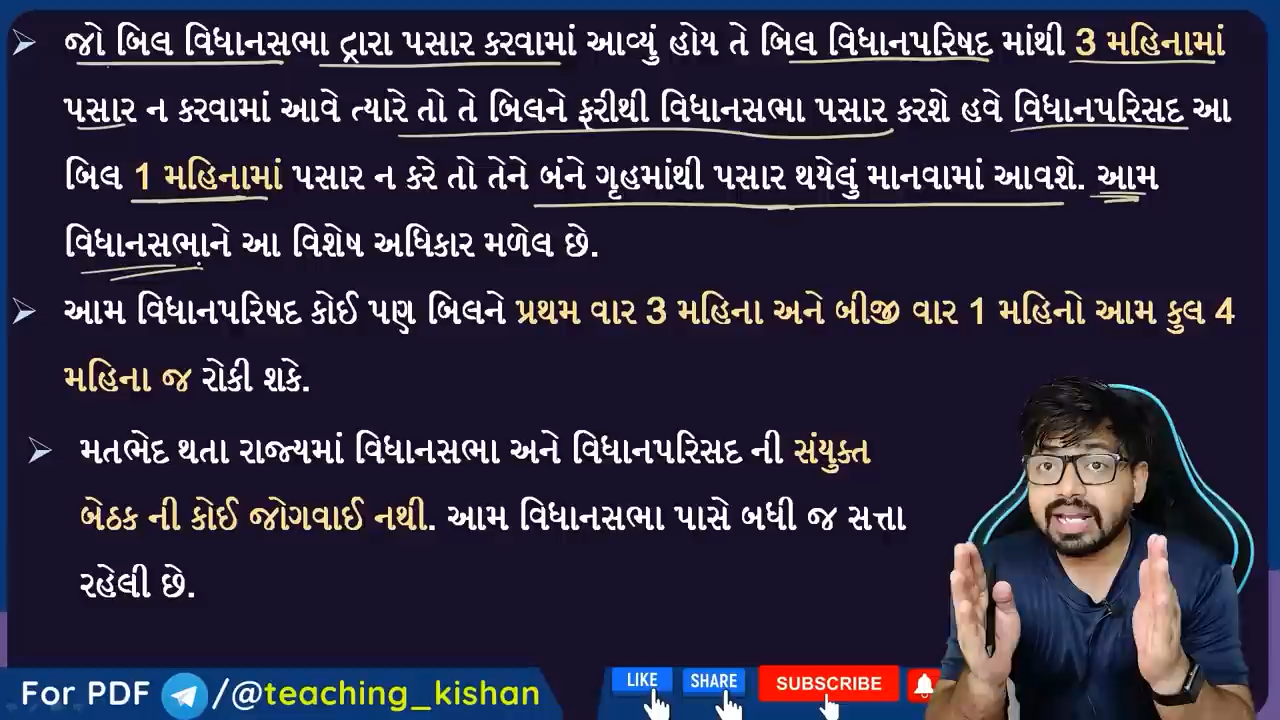 જો બિલ વિધાનસભા દ્રારા પસાર કરવામાં આવ્યું હોય તે બિલ વિધાનપરિષદ માંથી 3 મહિનામાં
પસાર ન કરવામાં આવે ત્યારે તો તે બિલને ફરીથી વિધાનસભા પસાર કરશે હવે વિધાનપરિસદ આ
બિલ 1 મહિનામાં પસાર ન કરે તો તેને બંને ગૃહમાંથી પસાર થયેલું માનવામાં આવશે. આમ
વિધાનસભાને આ વિશેષ અધિકાર મળેલ છે.
આમ વિધાનપરિષદ કોઈ પણ બિલને પ્રથમ વાર 3 મહિના અને બીજી વાર 1 મહિનો આમ કુલ 4
મહિના જ રોકી શકે.
મતભેદ થતા રાજ્યમાં વિધાનસભા અને વિધાનપરિસદ ની સંયુક્ત
બેઠક ની કોઈ જોગવાઈ નથી. આમ વિધાનસભા પાસે બધી જ સત્તા
રહેલી છે.
For PDF /@teaching_kishan
LIKE SHARE SUBSCRIBE